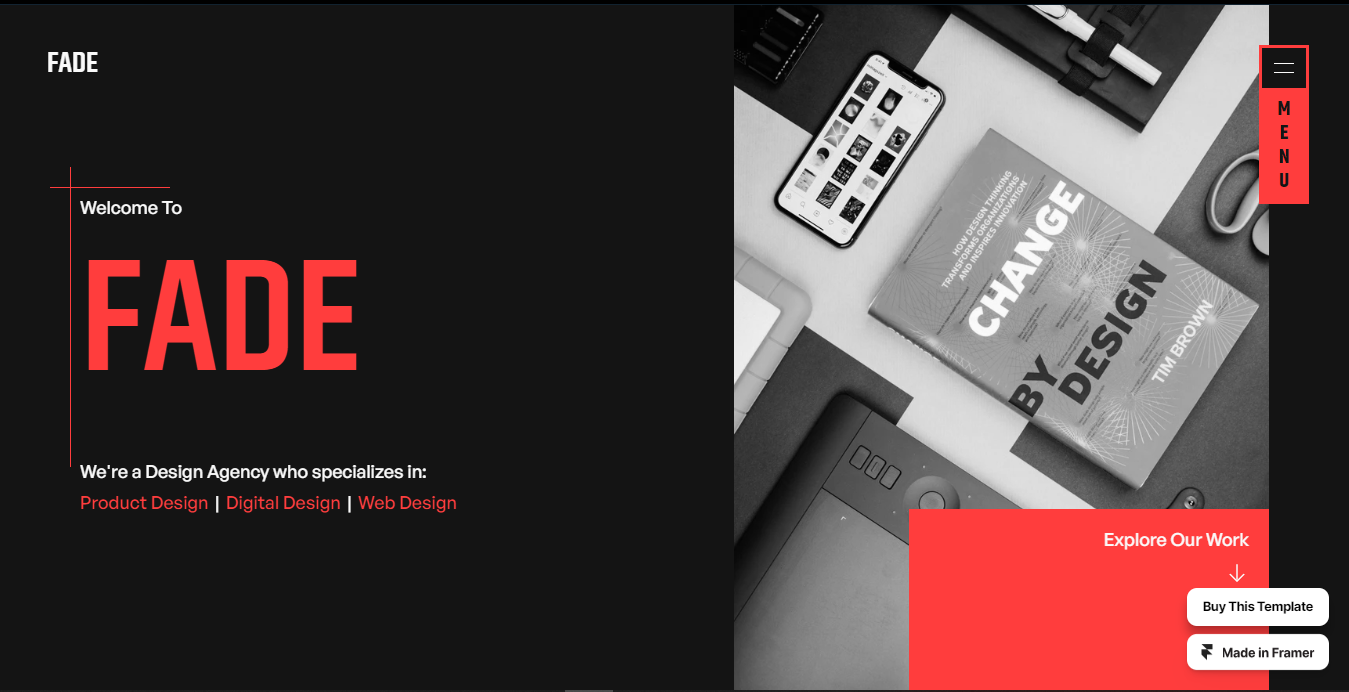 FADE
MENU
Welcome To
FADE
We're a Design Agency who specializes in:
Product Design | Digital Design | Web Design
HOW DESIGN THINKING
TRANSFORMS ORGANIZATIONS
AND INSPIRES INNOVATION
CHANGE
BY
DESIGN
TIM BROWN
Explore Our Work
Buy This Template
Made in Framer